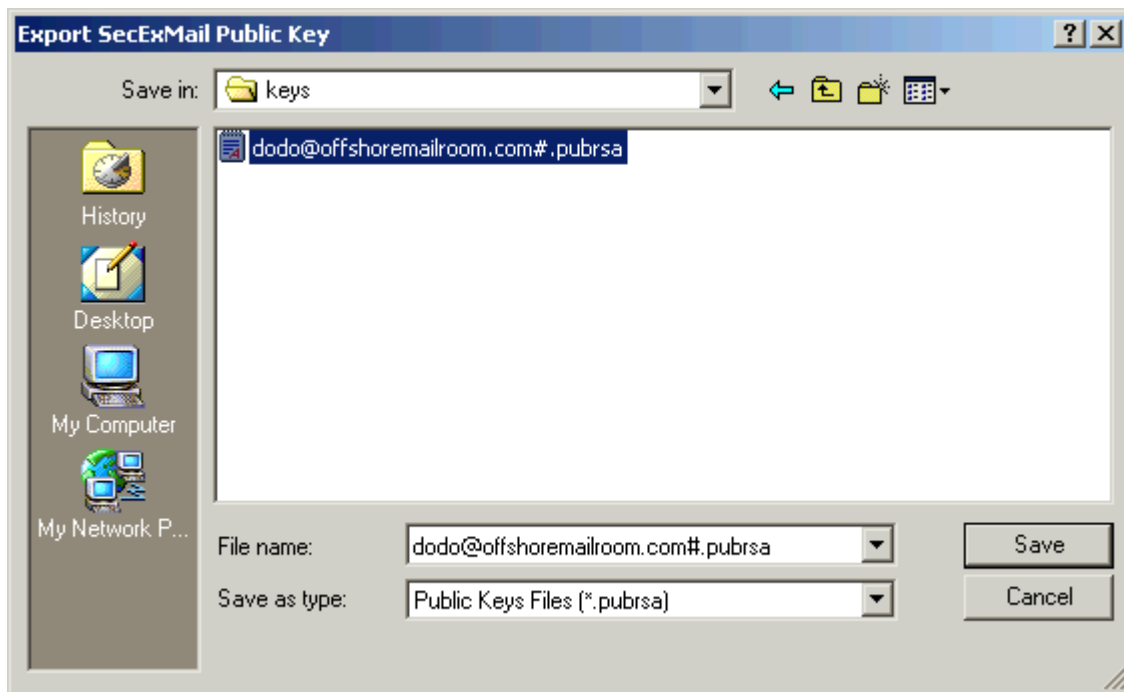 Export SecExMail Public Key
Save in: keys
dodo@offshoremailroom.com#.pubrsa
History
Desktop
My Computer
My Network P...
File name: dodo@offshoremailroom.com#.pubrsa Save
Save as type: Public Keys Files (*.pubrsa) Cancel